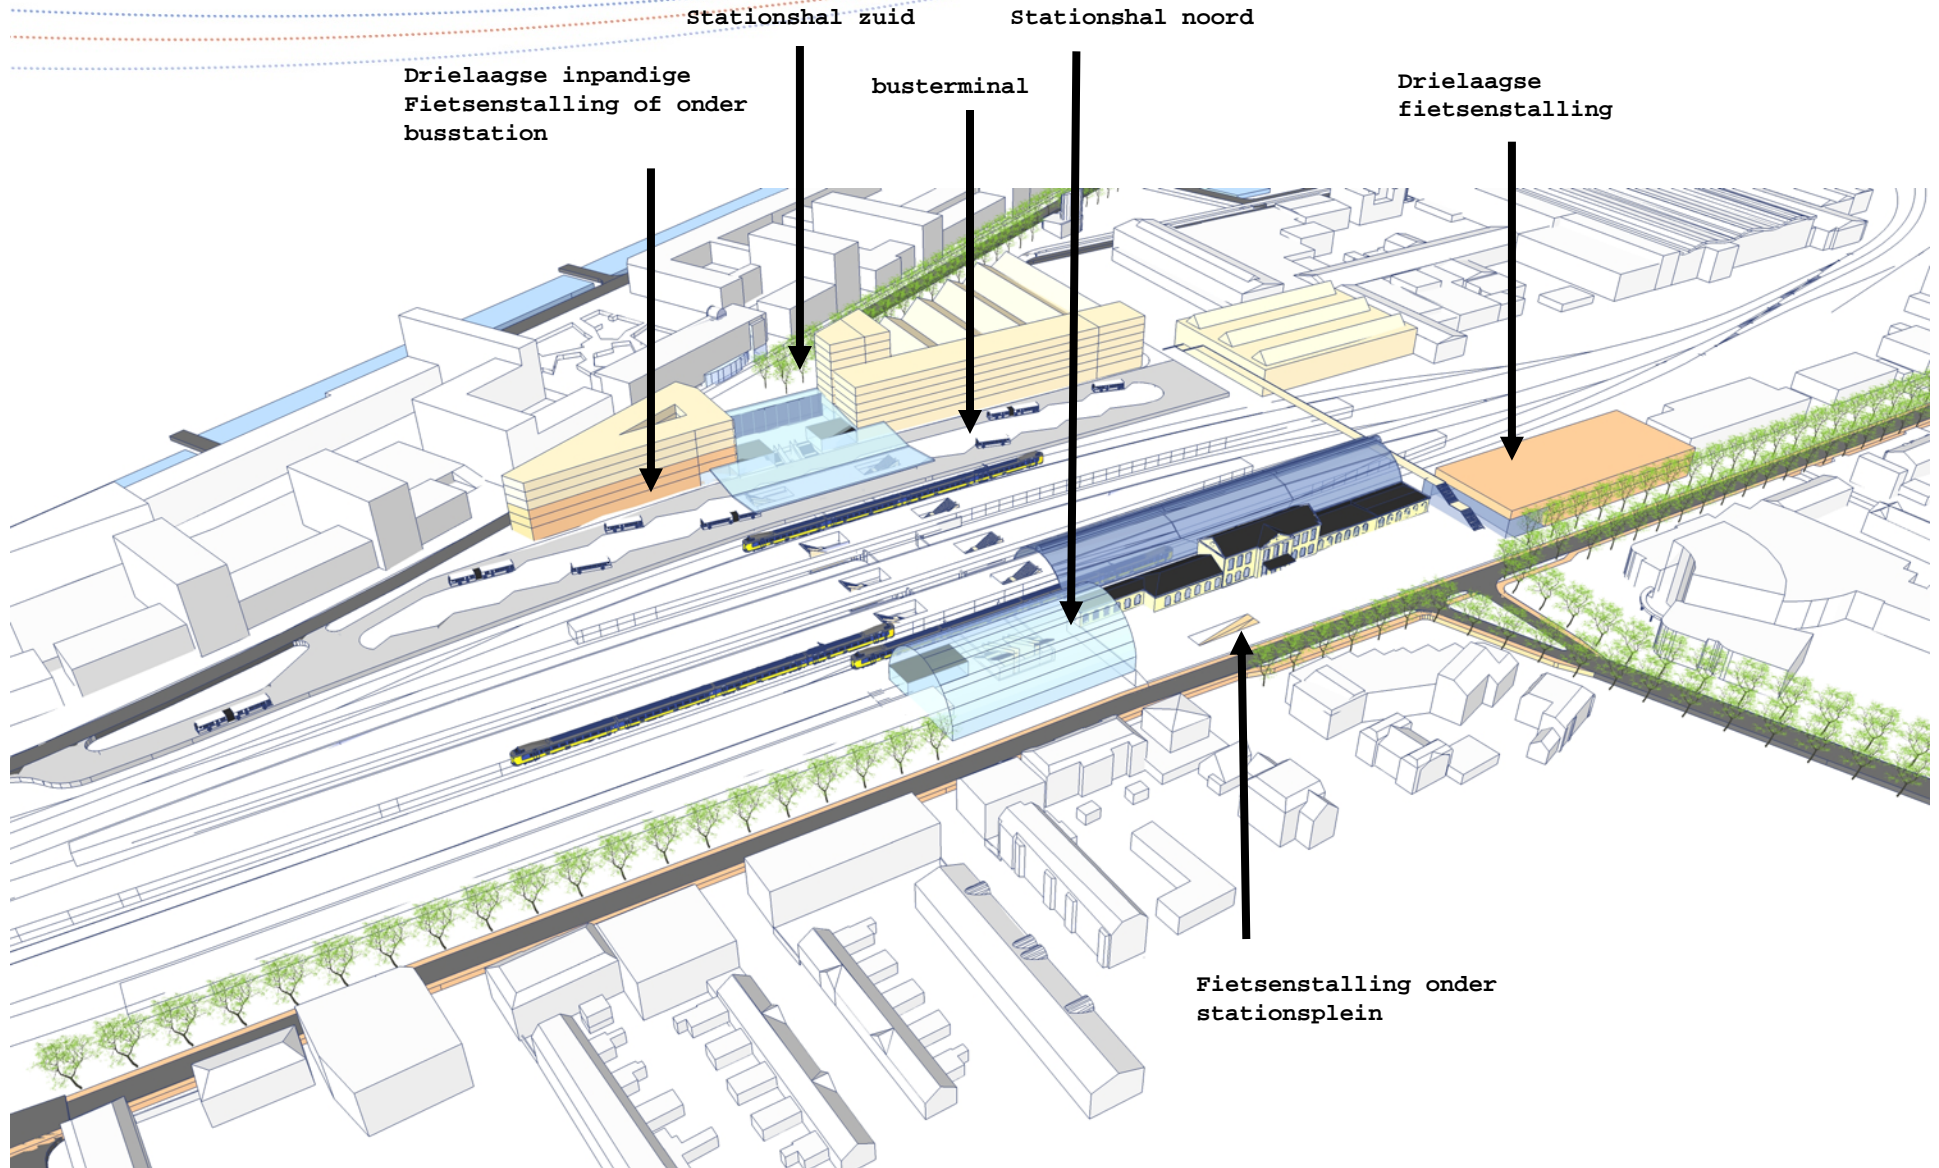 Stationshal zuid
Stationshal noord
Drielaagse inpandige
Fietsenstalling of onder
busstation
busterminal
Drielaagse
fietsenstalling
Fietsenstalling onder
stationsplein